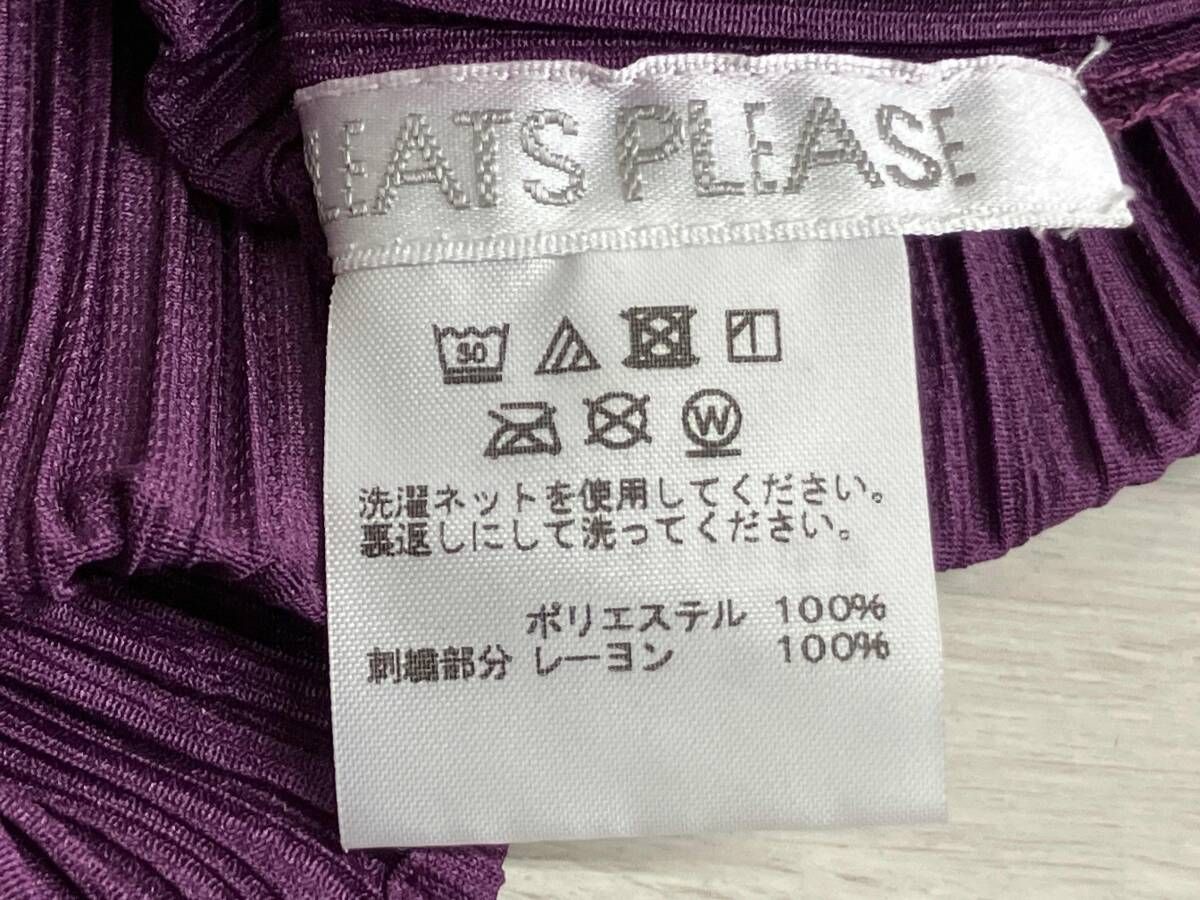 LEATS PLEASE
30
W
洗濯ネットを使用してください。
裏返しにして洗ってください。
ポリエステル 100%
刺繍部分 レーヨン 100%